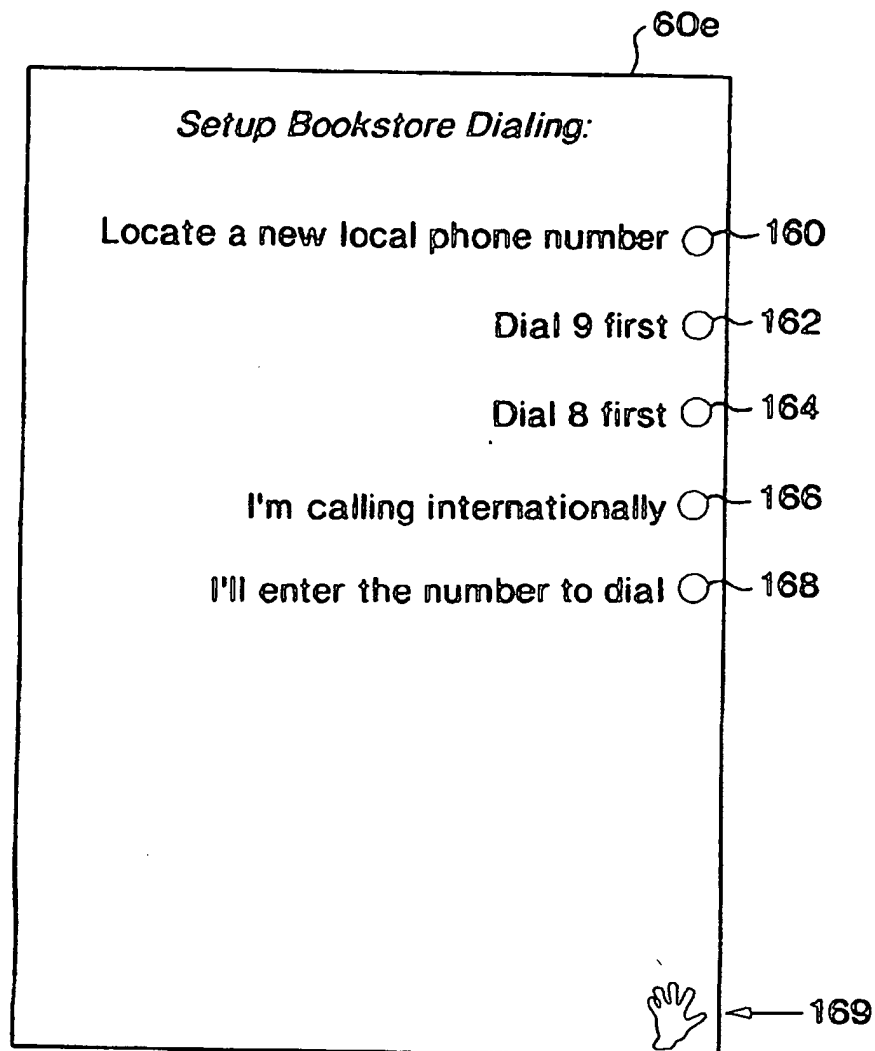 60e
Setup Bookstore Dialing:
Locate a new local phone number 160
Dial 9 first 162
Dial 8 first 164
I'm calling internationally 166
I'll enter the number to dial 168
169